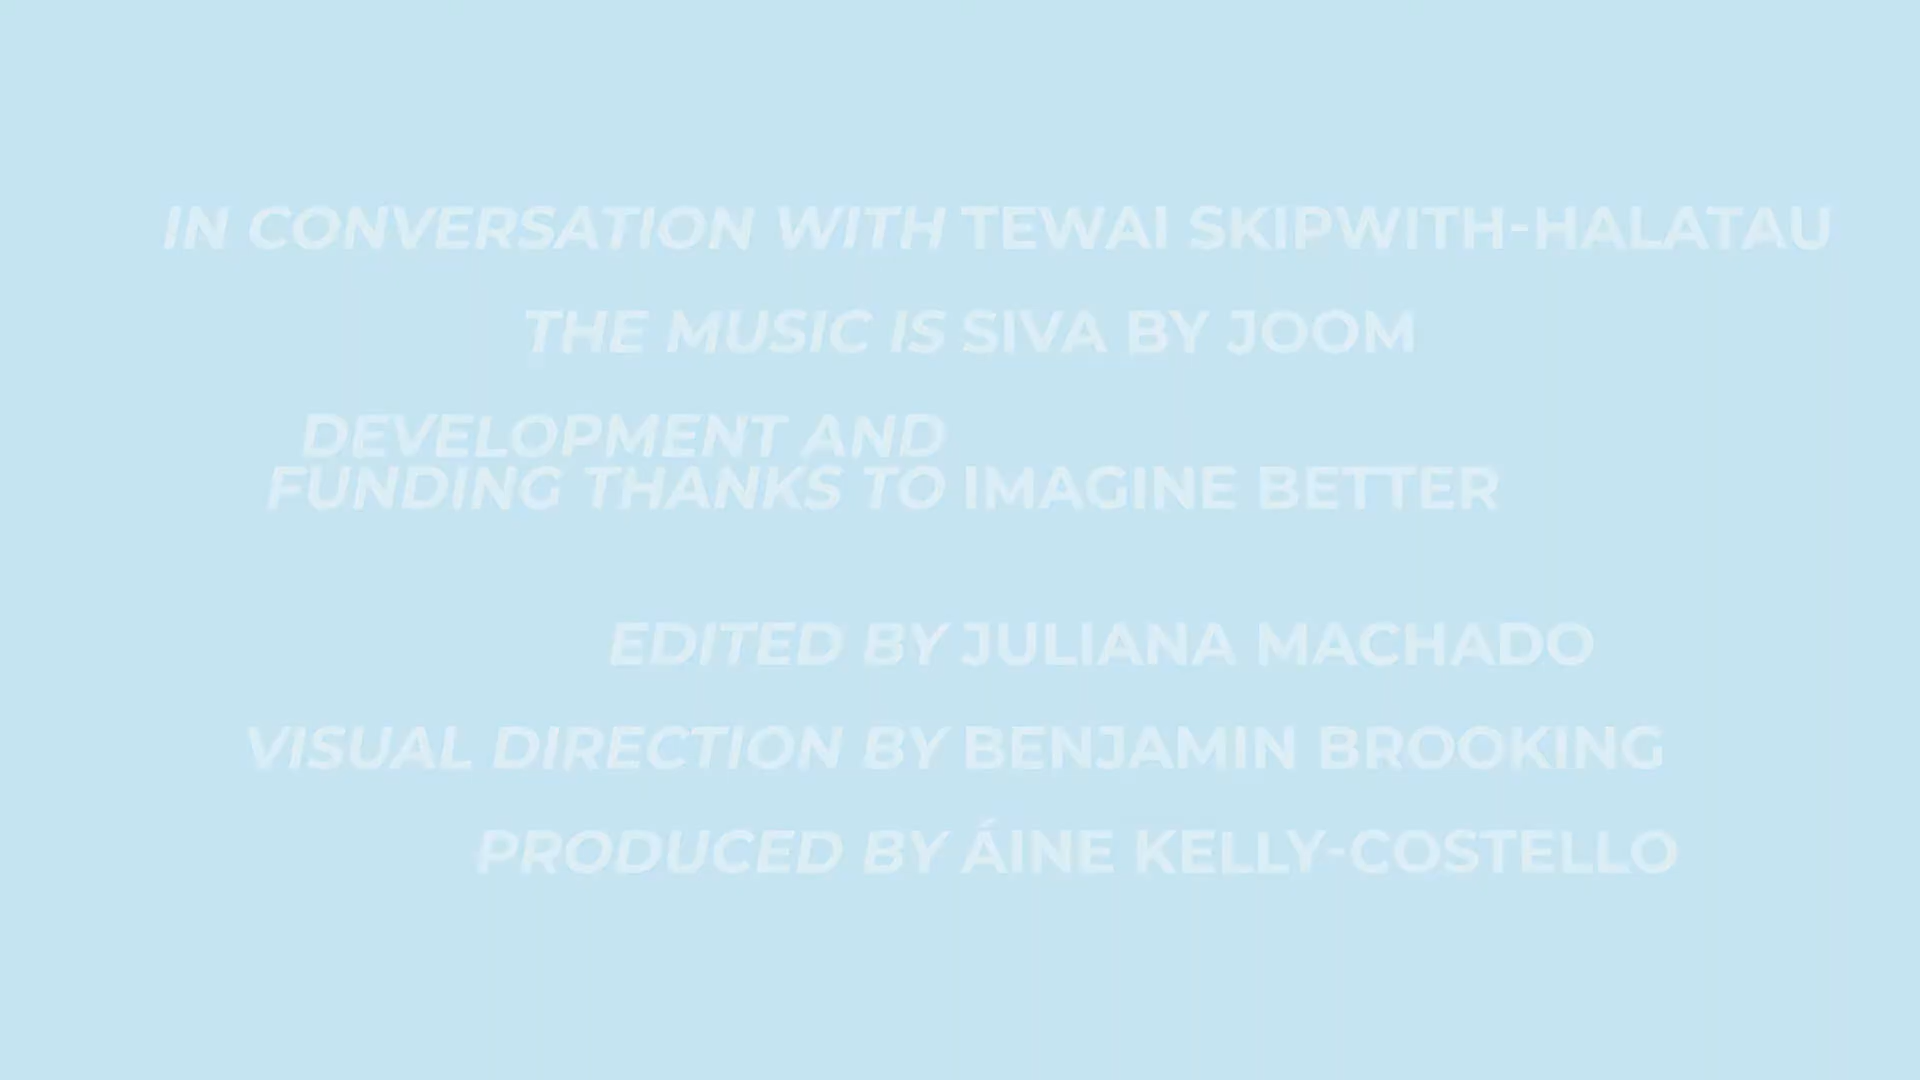 IN CONVERSATION WITH TEWAI SKIPWITH-HALATAU
THE MUSIC IS SIVA BY JOOM
DEVELOPMENT AND
FUNDING THANKS TO IMAGINE BETTER
EDITED BY JULIANA MACHADO
VISUAL DIRECTION BY BENJAMIN BROOKING
PRODUCED BY ÁINE KELLY-COSTELLO